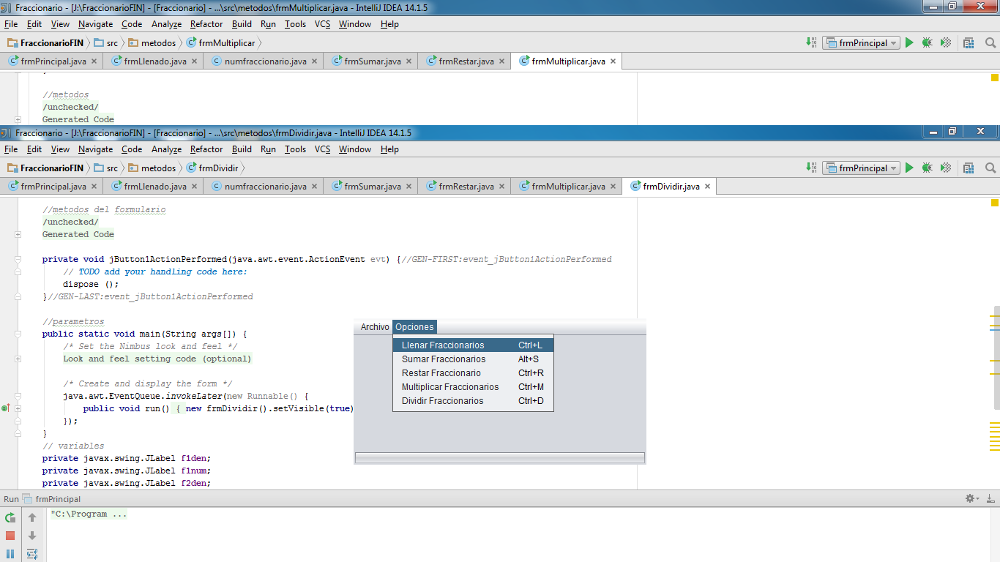 Fraccionario - [J:\FraccionarioFIN] - [Fraccionario] - ...\src\metodos\frmMultiplicar.java - IntelliJ IDEA 14.1.5
File Edit View Navigate Code Analyze Refactor Build Run Tools VCS Window Help
FraccionarioFIN src metodos frmMultiplicar frmPrincipal
frmPrincipal.java frmLlenado.java numfraccionario.java frmSumar.java frmRestar.java frmMultiplicar.java
//metodos
/unchecked/
Generated Code
Fraccionario - [J:\FraccionarioFIN] - [Fraccionario] - ...\src\metodos\frmDividir.java - IntelliJ IDEA 14.1.5
File Edit View Navigate Code Analyze Refactor Build Run Tools VCS Window Help
FraccionarioFIN src metodos frmDividir frmPrincipal
frmPrincipal.java frmLlenado.java numfraccionario.java frmSumar.java frmRestar.java frmMultiplicar.java frmDividir.java
//metodos del formulario
/unchecked/
Generated Code
private void jButton1ActionPerformed(java.awt.event.ActionEvent evt) {//GEN-FIRST:event_jButton1ActionPerformed
// TODO add your handling code here:
dispose ();
}//GEN-LAST:event_jButton1ActionPerformed
//parametros
public static void main(String args[]) {
/* Set the Nimbus look and feel */
Look and feel setting code (optional)
/* Create and display the form */
java.awt.EventQueue.invokeLater(new Runnable() {
public void run() { new frmDividir().setVisible(true)
});
}
// variables
private javax.swing.JLabel f1den;
private javax.swing.JLabel f1num;
private javax.swing.JLabel f2den;
Archivo Opciones
Llenar Fraccionarios Ctrl+L
Sumar Fraccionarios Alt+S
Restar Fraccionario Ctrl+R
Multiplicar Fraccionarios Ctrl+M
Dividir Fraccionarios Ctrl+D
Run frmPrincipal
"C:\Program ...